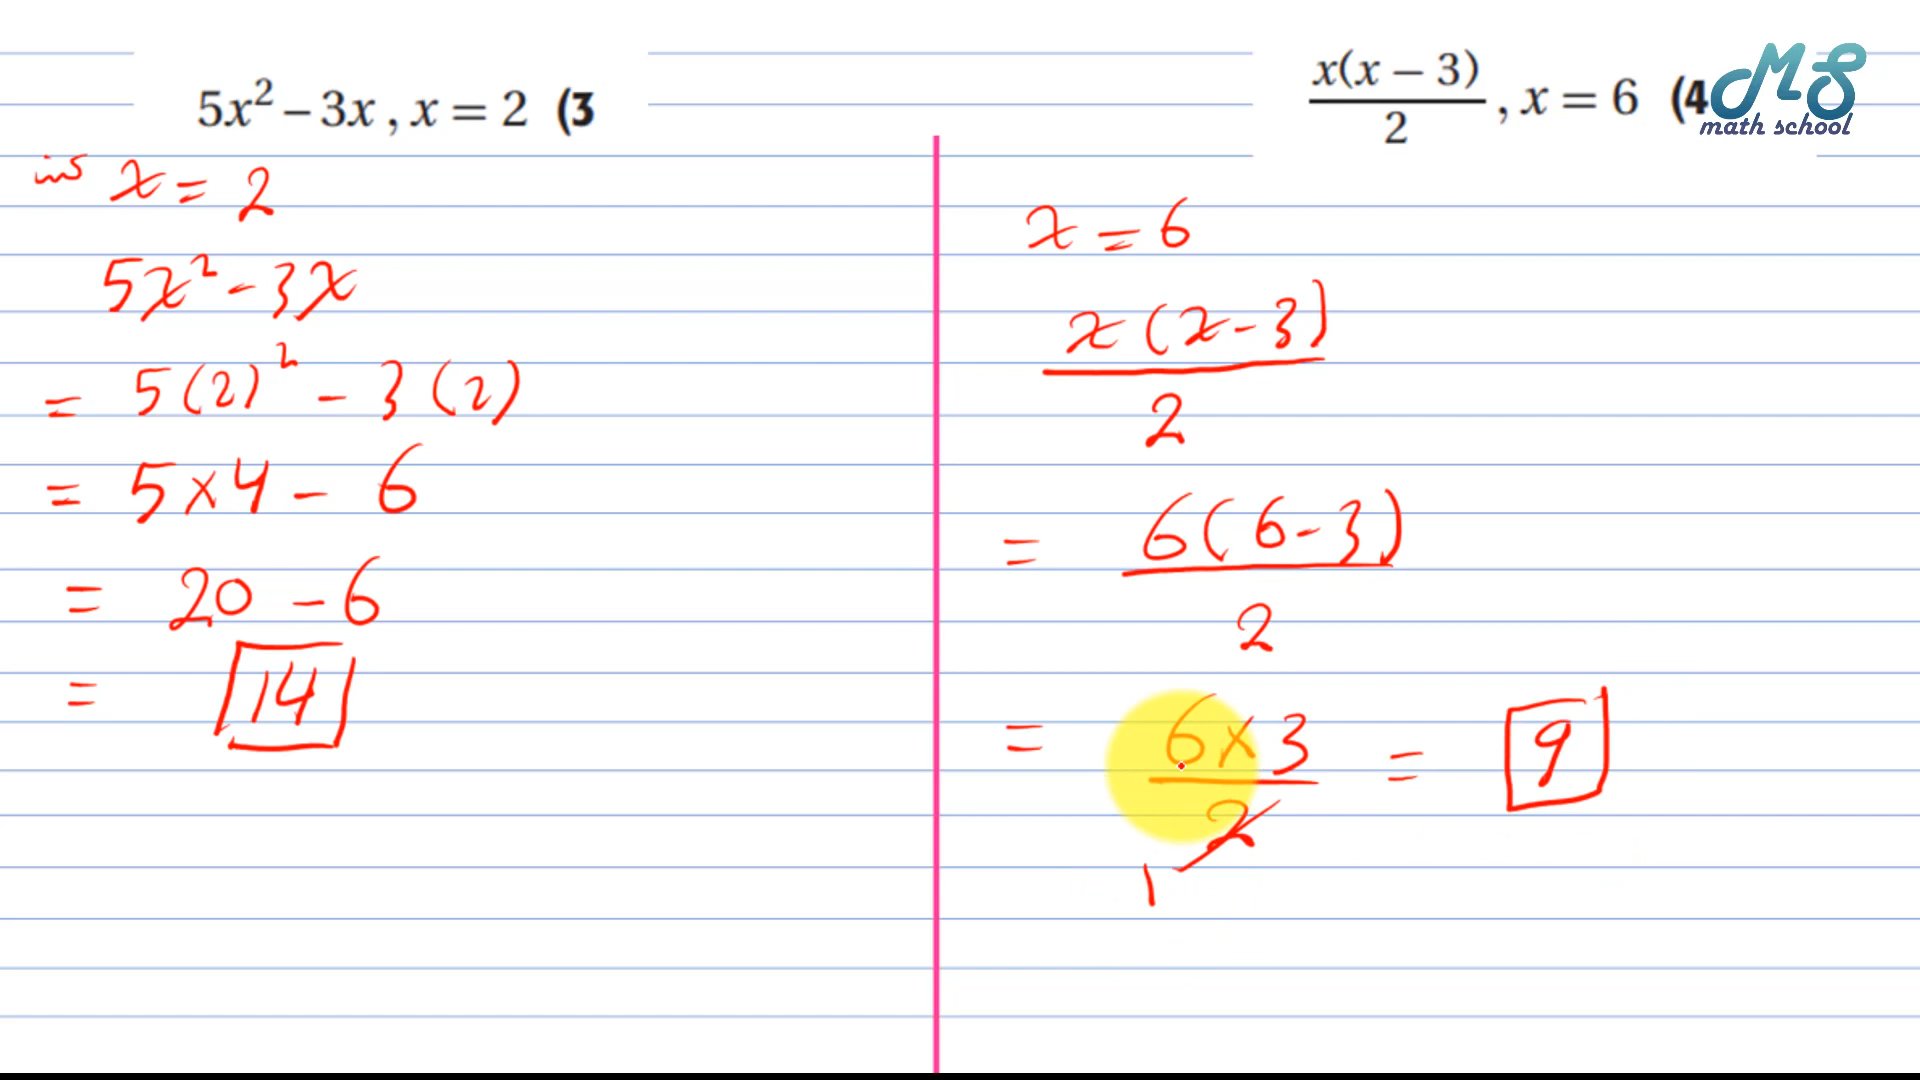 5x² – 3x , x = 2 (3
x = 2
5x² - 3x
= 5(2)² - 3(2)
= 5×4 - 6
= 20 - 6
= 14
x(x – 3)
2
, x = 6 (4
MS
math school
x = 6
x(x-3)
2
= 6(6-3)
2
= 6×3 = 9
2
1